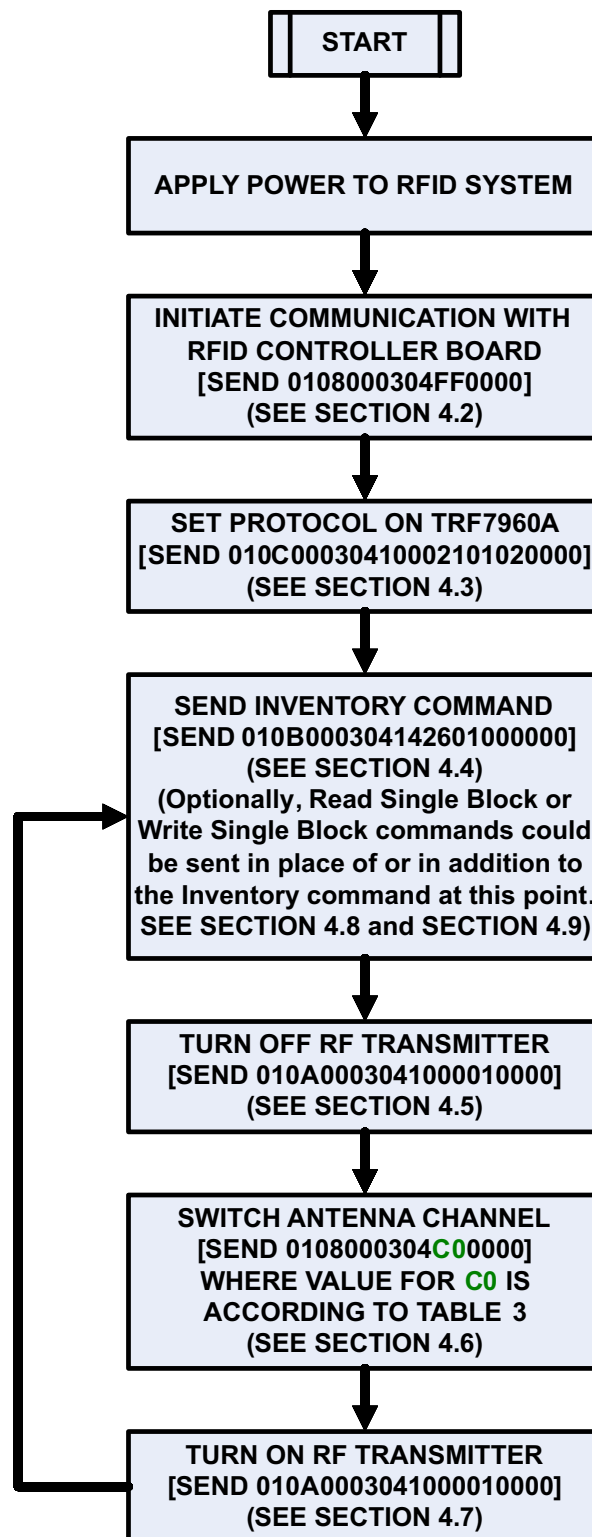 START
APPLY POWER TO RFID SYSTEM
INITIATE COMMUNICATION WITH
RFID CONTROLLER BOARD
[SEND 0108000304FF0000]
(SEE SECTION 4.2)
SET PROTOCOL ON TRF7960A
[SEND 010C00030410002101020000]
(SEE SECTION 4.3)
SEND INVENTORY COMMAND
[SEND 010B000304142601000000]
(SEE SECTION 4.4)
(Optionally, Read Single Block or
Write Single Block commands could
be sent in place of or in addition to
the Inventory command at this point.
SEE SECTION 4.8 and SECTION 4.9)
TURN OFF RF TRANSMITTER
[SEND 010A0003041000010000]
(SEE SECTION 4.5)
SWITCH ANTENNA CHANNEL
[SEND 0108000304C00000]
WHERE VALUE FOR C0 IS
ACCORDING TO TABLE 3
(SEE SECTION 4.6)
TURN ON RF TRANSMITTER
[SEND 010A0003041000010000]
(SEE SECTION 4.7)